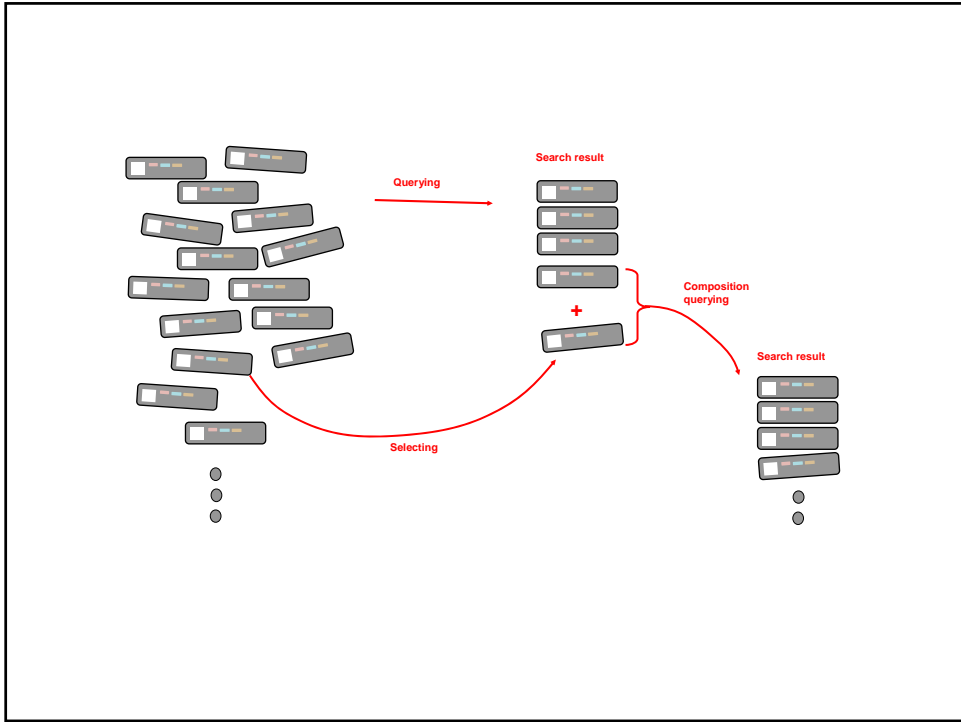 Search result
Querying
+
Composition
querying
Search result
Selecting